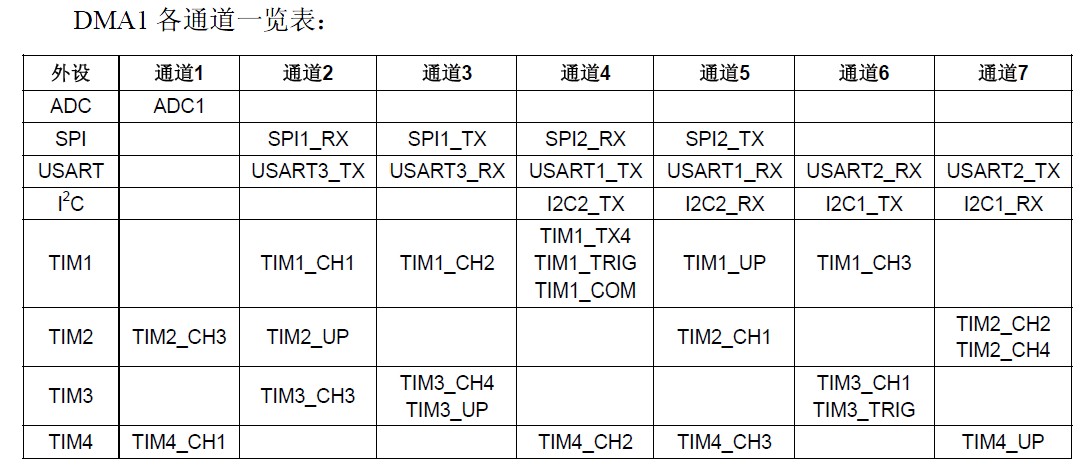 DMA1 各通道一览表：
外设 通道1 通道2 通道3 通道4 通道5 通道6 通道7
ADC ADC1
SPI SPI1_RX SPI1_TX SPI2_RX SPI2_TX
USART USART3_TX USART3_RX USART1_TX USART1_RX USART2_RX USART2_TX
I²C I2C2_TX I2C2_RX I2C1_TX I2C1_RX
TIM1 TIM1_CH1 TIM1_CH2 TIM1_TX4 TIM1_TRIG TIM1_COM TIM1_UP TIM1_CH3
TIM2 TIM2_CH3 TIM2_UP TIM2_CH1 TIM2_CH2 TIM2_CH4
TIM3 TIM3_CH3 TIM3_CH4 TIM3_UP TIM3_CH1 TIM3_TRIG
TIM4 TIM4_CH1 TIM4_CH2 TIM4_CH3 TIM4_UP